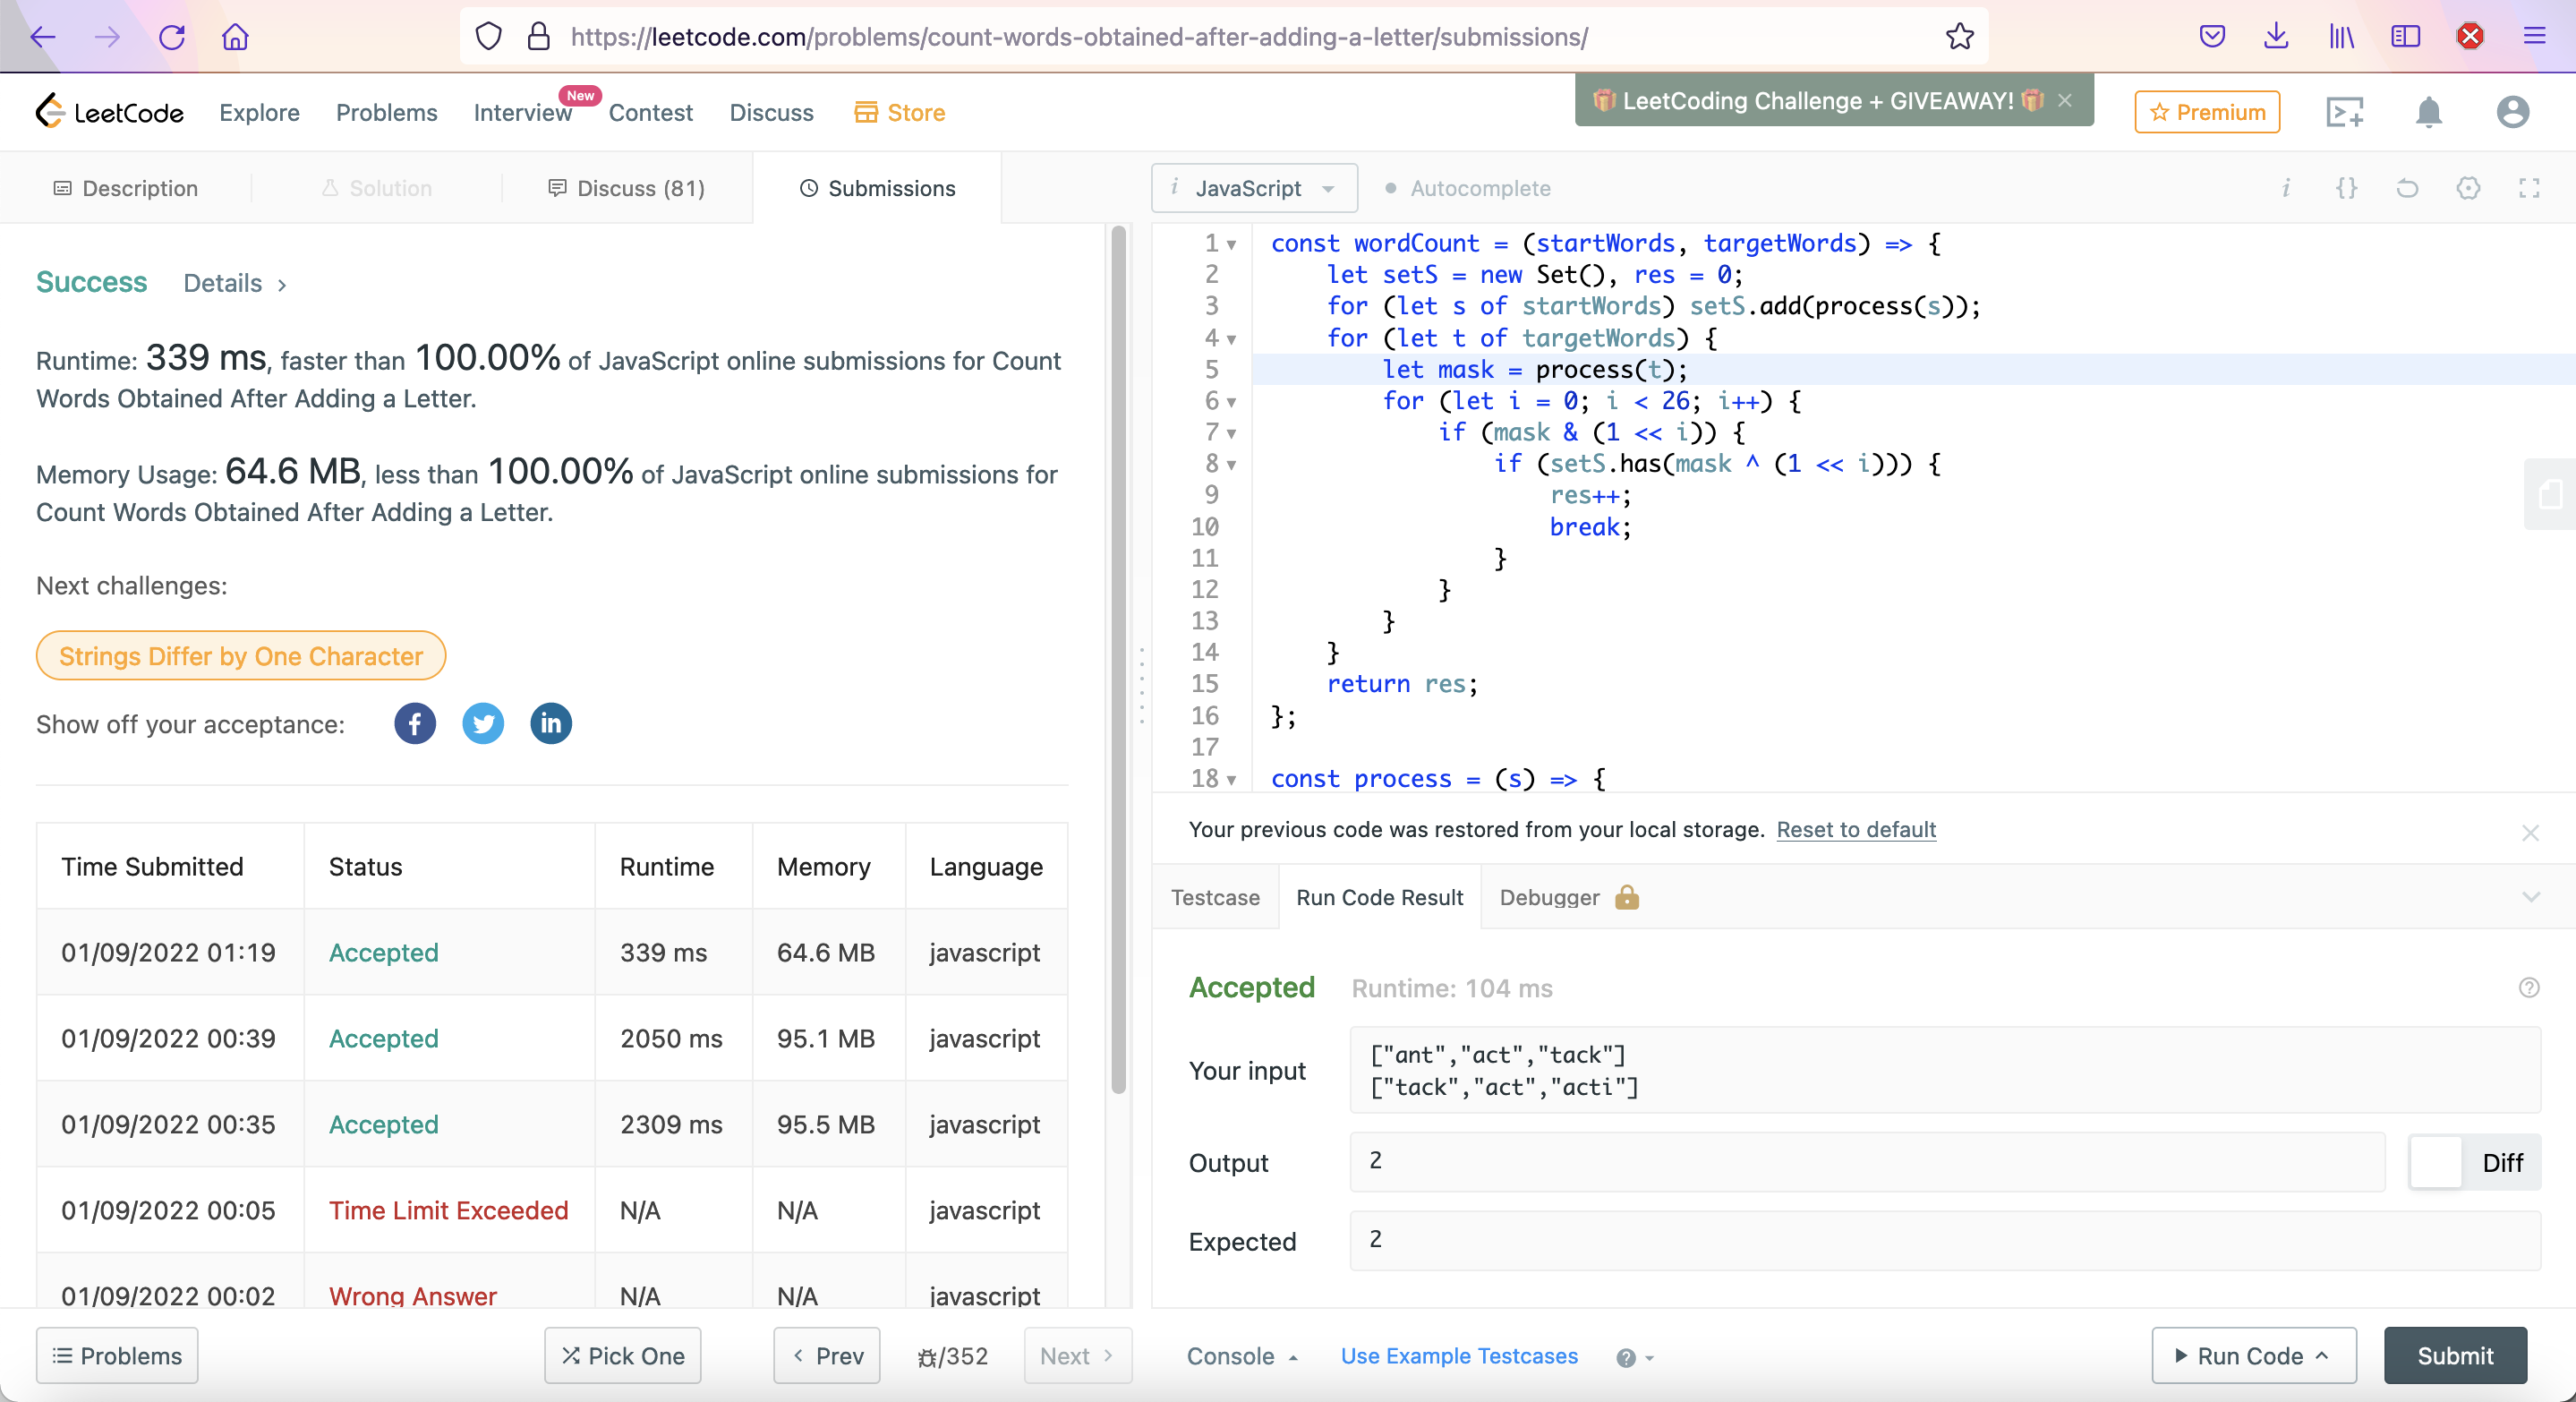 https://leetcode.com/problems/count-words-obtained-after-adding-a-letter/submissions/
LeetCode
Explore
Problems
Interview
New
Contest
Discuss
Store
🎁 LeetCoding Challenge + GIVEAWAY! 🎁 ×
Premium
Description
Solution
Discuss (81)
Submissions
i JavaScript
Autocomplete
Success
Details >
Runtime: 339 ms, faster than 100.00% of JavaScript online submissions for Count
Words Obtained After Adding a Letter.
Memory Usage: 64.6 MB, less than 100.00% of JavaScript online submissions for
Count Words Obtained After Adding a Letter.
Next challenges:
Strings Differ by One Character
Show off your acceptance:
Time Submitted Status Runtime Memory Language
01/09/2022 01:19 Accepted 339 ms 64.6 MB javascript
01/09/2022 00:39 Accepted 2050 ms 95.1 MB javascript
01/09/2022 00:35 Accepted 2309 ms 95.5 MB javascript
01/09/2022 00:05 Time Limit Exceeded N/A N/A javascript
01/09/2022 00:02 Wrong Answer N/A N/A javascript
Problems
Pick One
< Prev
/352
Next >
1 const wordCount = (startWords, targetWords) => {
2 let setS = new Set(), res = 0;
3 for (let s of startWords) setS.add(process(s));
4 for (let t of targetWords) {
5 let mask = process(t);
6 for (let i = 0; i < 26; i++) {
7 if (mask & (1 << i)) {
8 if (setS.has(mask ^ (1 << i))) {
9 res++;
10 break;
11 }
12 }
13 }
14 }
15 return res;
16 };
17
18 const process = (s) => {
Your previous code was restored from your local storage. Reset to default
Testcase
Run Code Result
Debugger
Accepted
Runtime: 104 ms
Your input
["ant","act","tack"]
["tack","act","acti"]
Output
2
Diff
Expected
2
Console
Use Example Testcases
Run Code
Submit